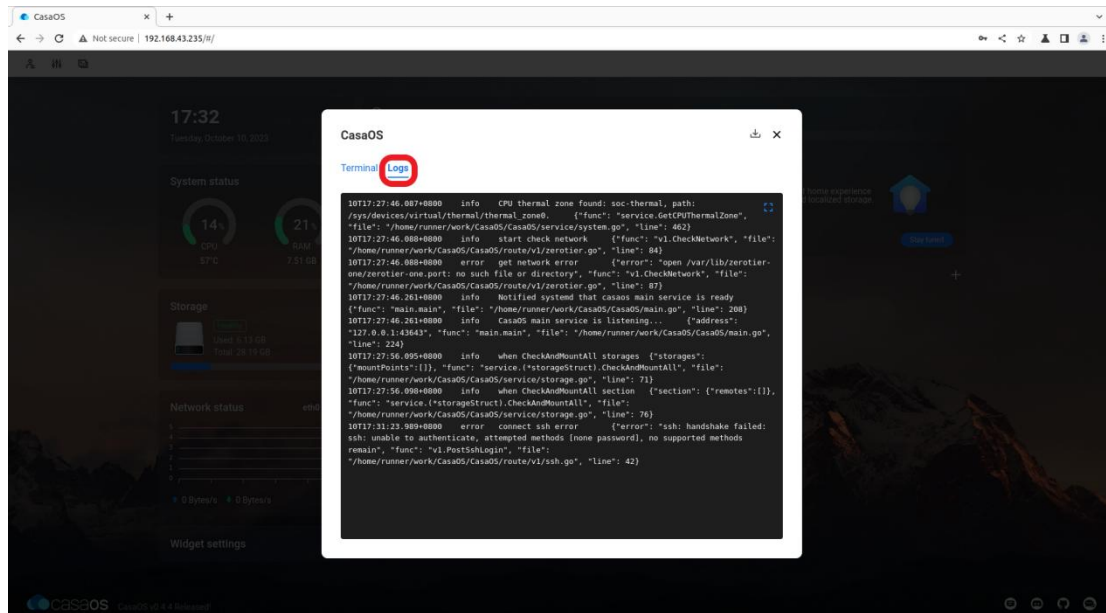 CasaOS
Not secure | 192.168.43.235/#/
17:32
Tuesday, October 10, 2023
System status
14%
CPU
57°C
21%
RAM
7.51 GB
Storage
Healthy
Used: 6.13 GB
Total: 29.19 GB
Network status
eth0
5
4
3
2
1
0 Bytes/s
0 Bytes/s
Widget settings
home experience
localized storage.
CasaOS
Terminal
Logs
10T17:27:46.087+0800 info CPU thermal zone found: soc-thermal, path:
/sys/devices/virtual/thermal/thermal_zone0. {"func": "service.GetCPUThermalZone",
"file": "/home/runner/work/CasaOS/CasaOS/service/system.go", "line": 462}
10T17:27:46.088+0800 info start check network {"func": "v1.CheckNetwork", "file":
"/home/runner/work/CasaOS/CasaOS/route/v1/zerotier.go", "line": 84}
10T17:27:46.088+0800 error get network error {"error": "open /var/lib/zerotier-
one/zerotier-one.port: no such file or directory", "func": "v1.CheckNetwork", "file":
"/home/runner/work/CasaOS/CasaOS/route/v1/zerotier.go", "line": 87}
10T17:27:46.261+0800 info Notified systemd that casaos main service is ready
{"func": "main.main", "file": "/home/runner/work/CasaOS/CasaOS/main.go", "line": 208}
10T17:27:46.261+0800 info CasaOS main service is listening... {"address":
"127.0.0.1:43643", "func": "main.main", "file": "/home/runner/work/CasaOS/CasaOS/main.go",
"line": 224}
10T17:27:56.095+0800 info when CheckAndMountAll storages {"storages":
{"mountPoints":[]}, "func": "service.(*storageStruct).CheckAndMountAll", "file":
"/home/runner/work/CasaOS/CasaOS/service/storage.go", "line": 71}
10T17:27:56.098+0800 info when CheckAndMountAll section {"section": {"remotes":[]},
"func": "service.(*storageStruct).CheckAndMountAll", "file":
"/home/runner/work/CasaOS/CasaOS/service/storage.go", "line": 76}
10T17:31:23.989+0800 error connect ssh error {"error": "ssh: handshake failed:
ssh: unable to authenticate, attempted methods [none password], no supported methods
remain", "func": "v1.PostSshLogin", "file":
"/home/runner/work/CasaOS/CasaOS/route/v1/ssh.go", "line": 42}
casaos